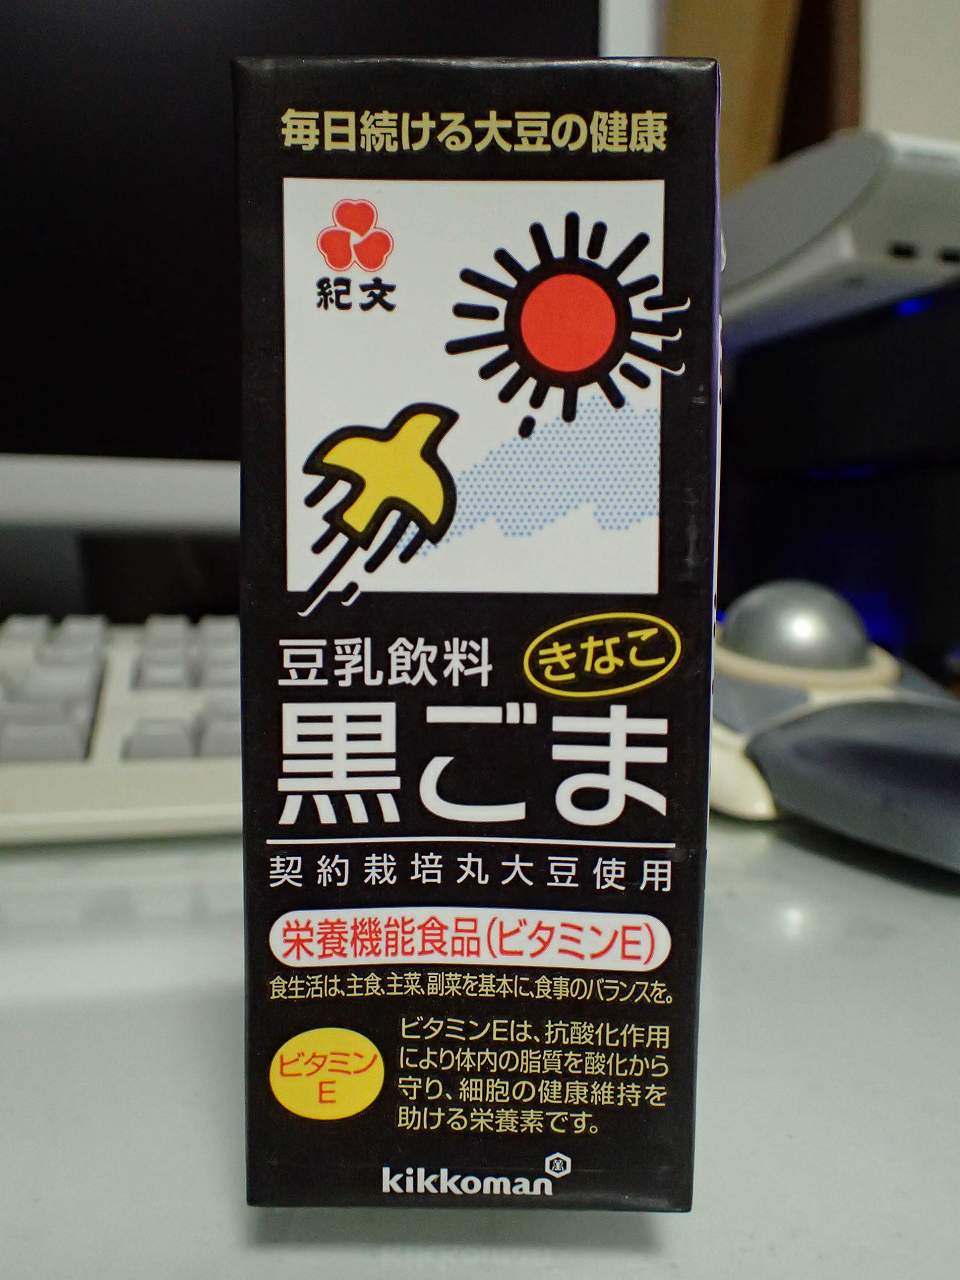 毎日続ける大豆の健康
紀文
豆乳飲料
きなこ
黒ごま
契約栽培丸大豆使用
栄養機能食品(ビタミンE)
食生活は、主食、主菜、副菜を基本に、食事のバランスを。
ビタミン
E
ビタミンEは、抗酸化作用
により体内の脂質を酸化から
守り、細胞の健康維持を
助ける栄養素です。
萬
kikkoman